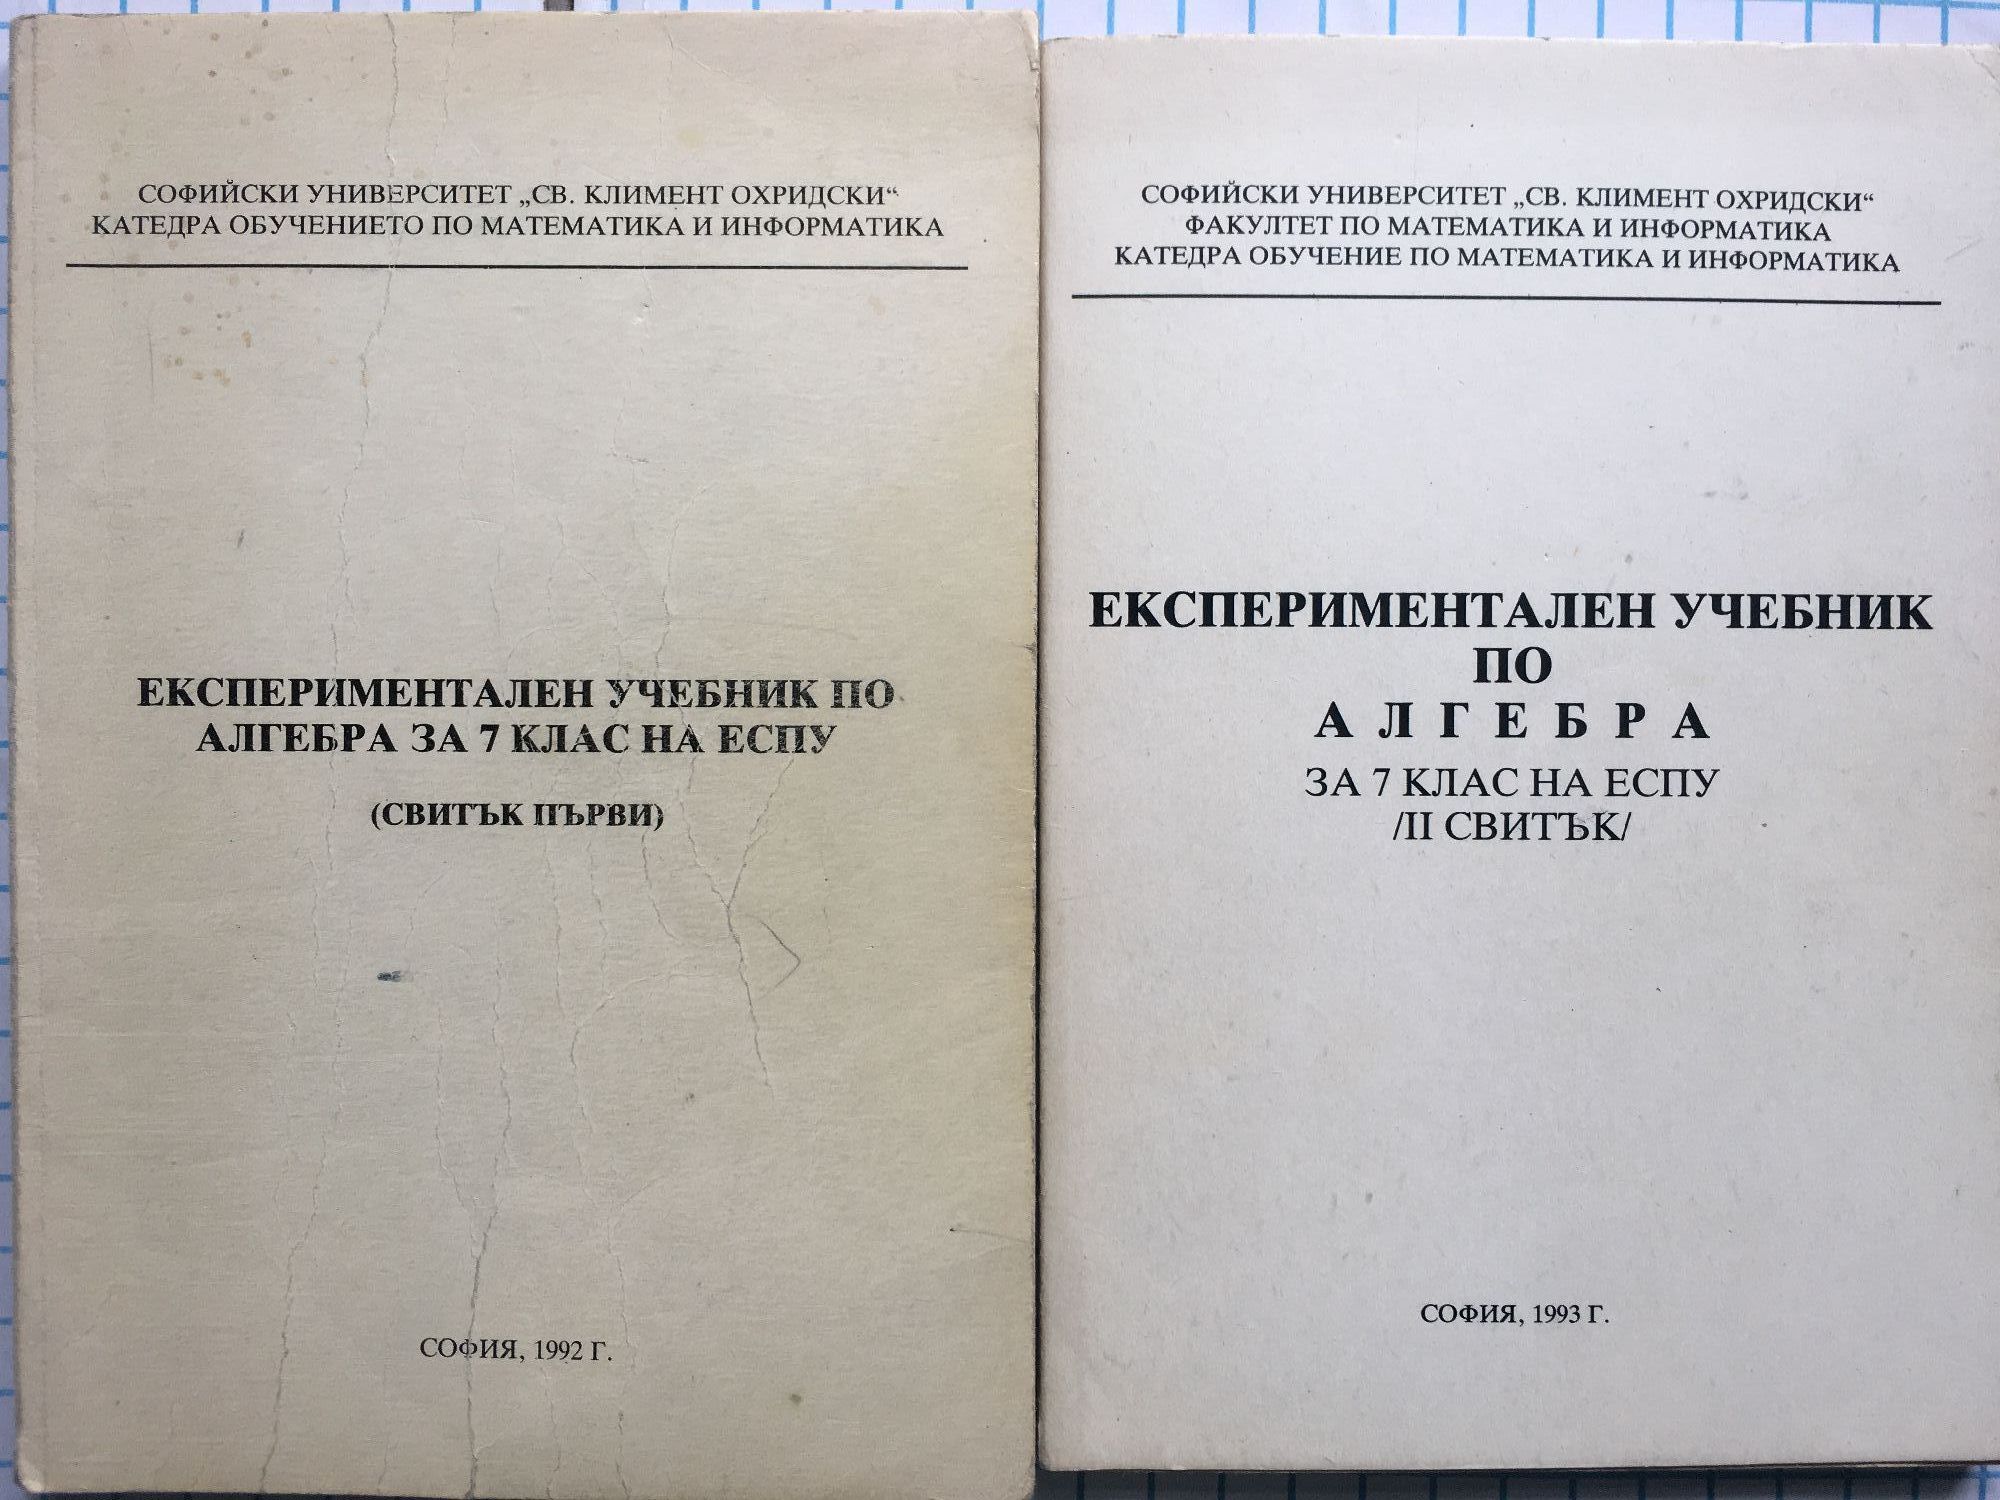 СОФИЙСКИ УНИВЕРСИТЕТ „СВ. КЛИМЕНТ ОХРИДСКИ“
КАТЕДРА ОБУЧЕНИЕТО ПО МАТЕМАТИКА И ИНФОРМАТИКА
ЕКСПЕРИМЕНТАЛЕН УЧЕБНИК ПО
АЛГЕБРА ЗА 7 КЛАС НА ЕСПУ
(СВИТЪК ПЪРВИ)
СОФИЯ, 1992 Г.
СОФИЙСКИ УНИВЕРСИТЕТ „СВ. КЛИМЕНТ ОХРИДСКИ“
ФАКУЛТЕТ ПО МАТЕМАТИКА И ИНФОРМАТИКА
КАТЕДРА ОБУЧЕНИЕ ПО МАТЕМАТИКА И ИНФОРМАТИКА
ЕКСПЕРИМЕНТАЛЕН УЧЕБНИК
ПО
АЛГЕБРА
ЗА 7 КЛАС НА ЕСПУ
/II СВИТЪК/
СОФИЯ, 1993 Г.